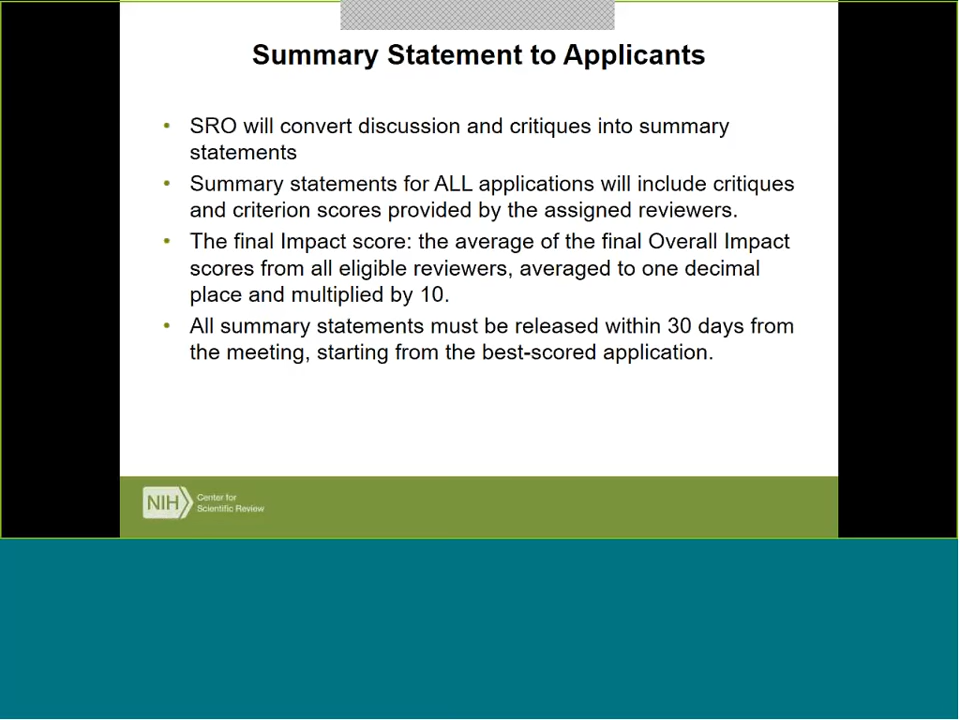 Summary Statement to Applicants
• SRO will convert discussion and critiques into summary
statements
• Summary statements for ALL applications will include critiques
and criterion scores provided by the assigned reviewers.
• The final Impact score: the average of the final Overall Impact
scores from all eligible reviewers, averaged to one decimal
place and multiplied by 10.
• All summary statements must be released within 30 days from
the meeting, starting from the best-scored application.
NIH
Center for
Scientific Review